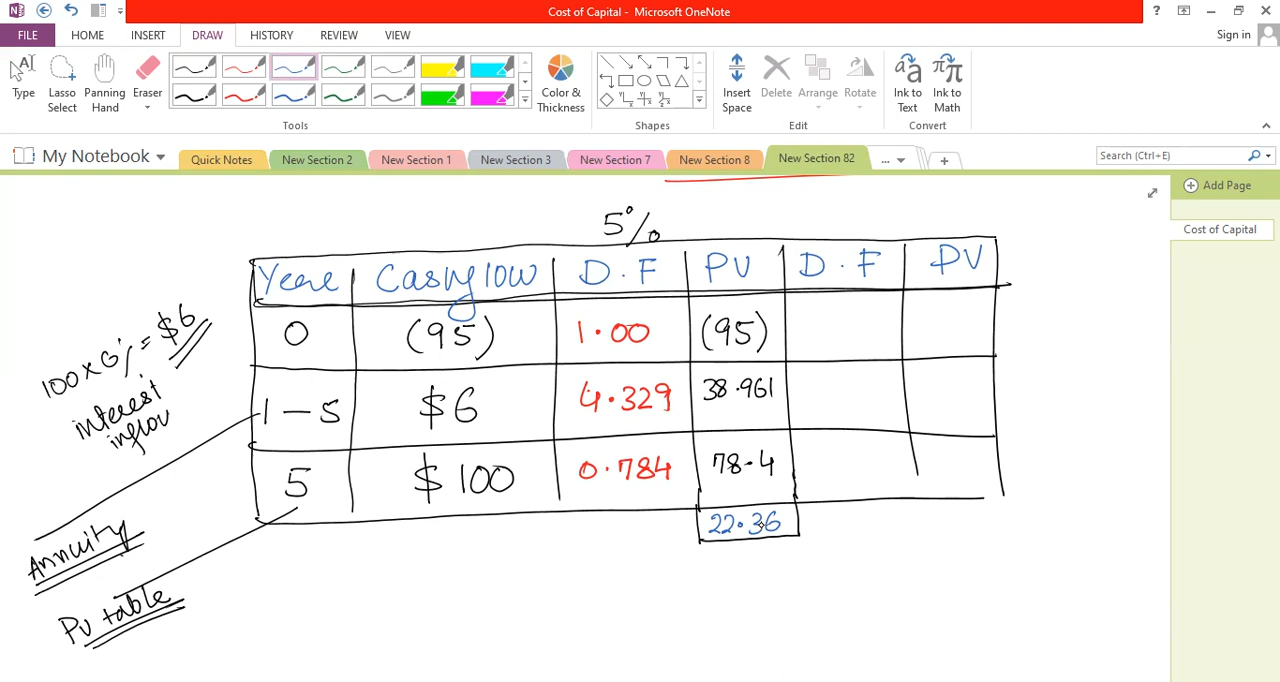 Cost of Capital - Microsoft OneNote
?
FILE HOME INSERT DRAW HISTORY REVIEW VIEW
Sign in
Type
Lasso Select
Panning Hand
Eraser
Color & Thickness
Insert Space
Delete
Arrange
Rotate
Ink to Text
Ink to Math
Tools
Shapes
Edit
Convert
My Notebook
Quick Notes
New Section 2
New Section 1
New Section 3
New Section 7
New Section 8
New Section 82
...
+
Search (Ctrl+E)
Add Page
Cost of Capital
5%
Year Cashflow D.F PV D.F PV
0 (95) 1.00 (95)
1-5 $6 4.329 38.961
5 $100 0.784 78.4
22.36
100x6% = $6
interest
inflow
Annuity
PV table